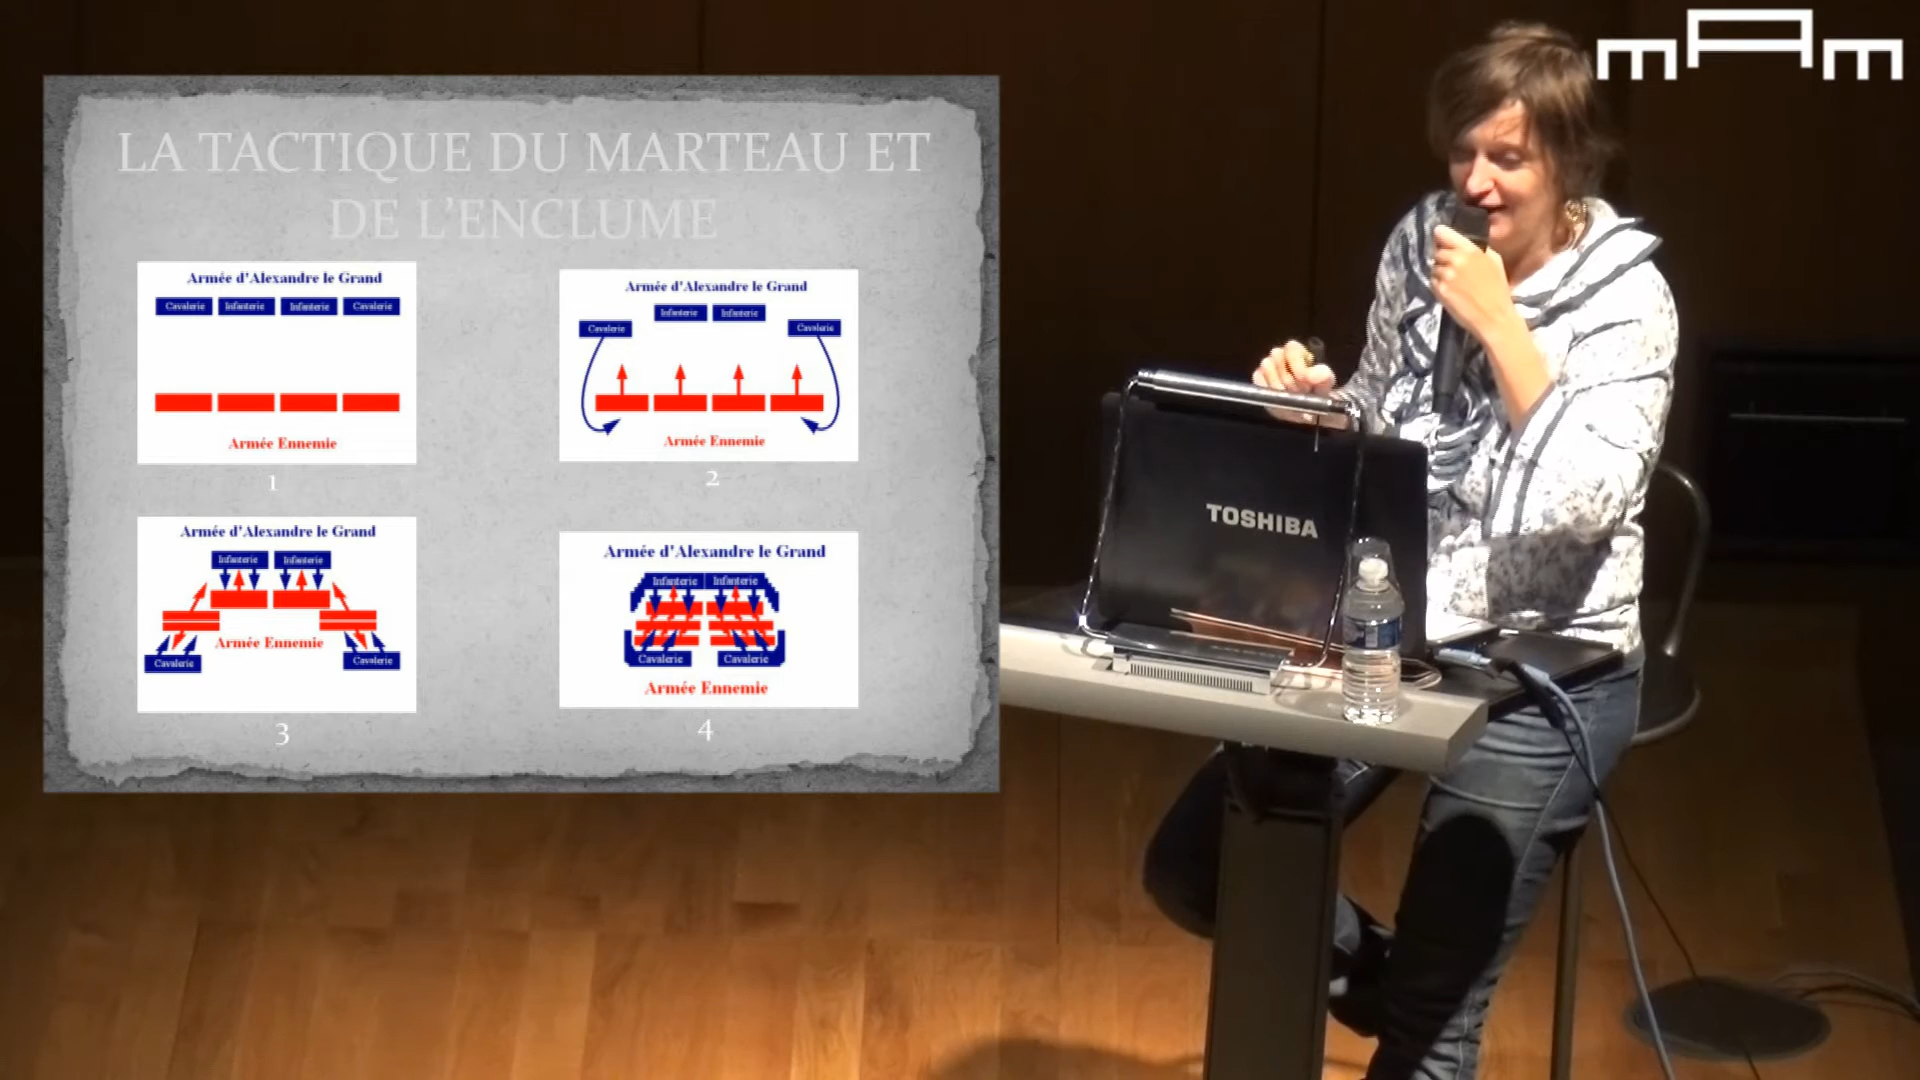 mAm
LA TACTIQUE DU MARTEAU ET
DE L'ENCLUME
Armée d'Alexandre le Grand
Cavalerie Infanterie Infanterie Cavalerie
Armée Ennemie
1
Armée d'Alexandre le Grand
Infanterie Infanterie
Cavalerie Cavalerie
Armée Ennemie
2
Armée d'Alexandre le Grand
Infanterie Infanterie
Armée Ennemie
Cavalerie Cavalerie
3
Armée d'Alexandre le Grand
Infanterie Infanterie
Cavalerie Cavalerie
Armée Ennemie
4
TOSHIBA